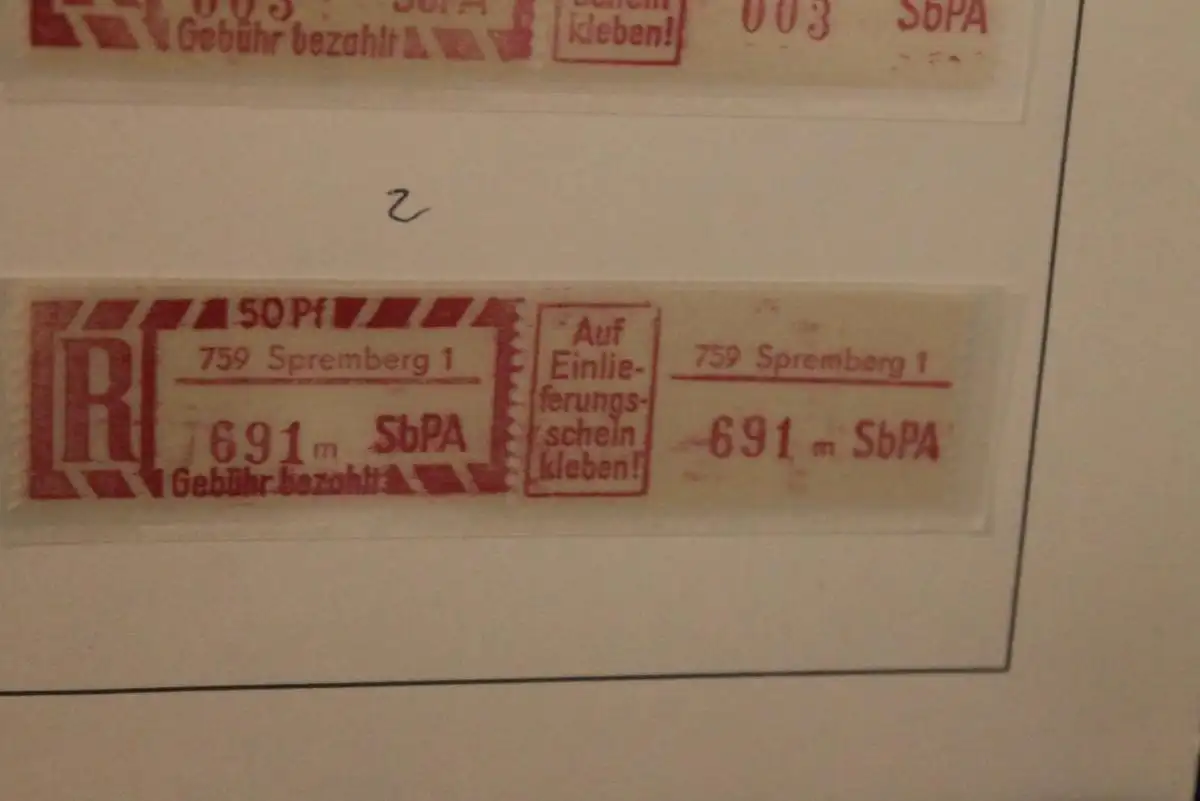 003 SbPA
Gebühr bezahlt
schein
kleben!
003 SbPA
2
50 Pf
R
759 Spremberg 1
691 m SbPA
Gebühr bezahlt
Auf
Einlie-
ferungs-
schein
kleben!
759 Spremberg 1
691 m SbPA